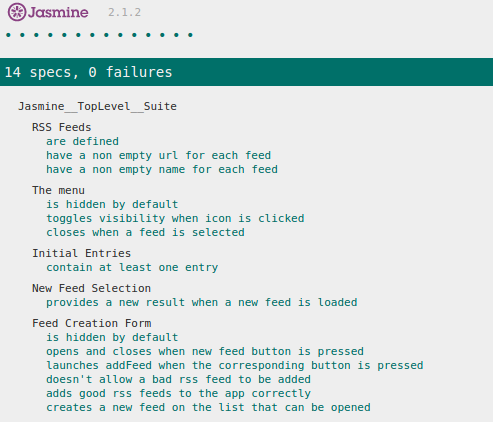 Jasmine 2.1.2
• • • • • • • • • • • • • •
14 specs, 0 failures
Jasmine__TopLevel__Suite
RSS Feeds
are defined
have a non empty url for each feed
have a non empty name for each feed
The menu
is hidden by default
toggles visibility when icon is clicked
closes when a feed is selected
Initial Entries
contain at least one entry
New Feed Selection
provides a new result when a new feed is loaded
Feed Creation Form
is hidden by default
opens and closes when new feed button is pressed
launches addFeed when the corresponding button is pressed
doesn't allow a bad rss feed to be added
adds good rss feeds to the app correctly
creates a new feed on the list that can be opened